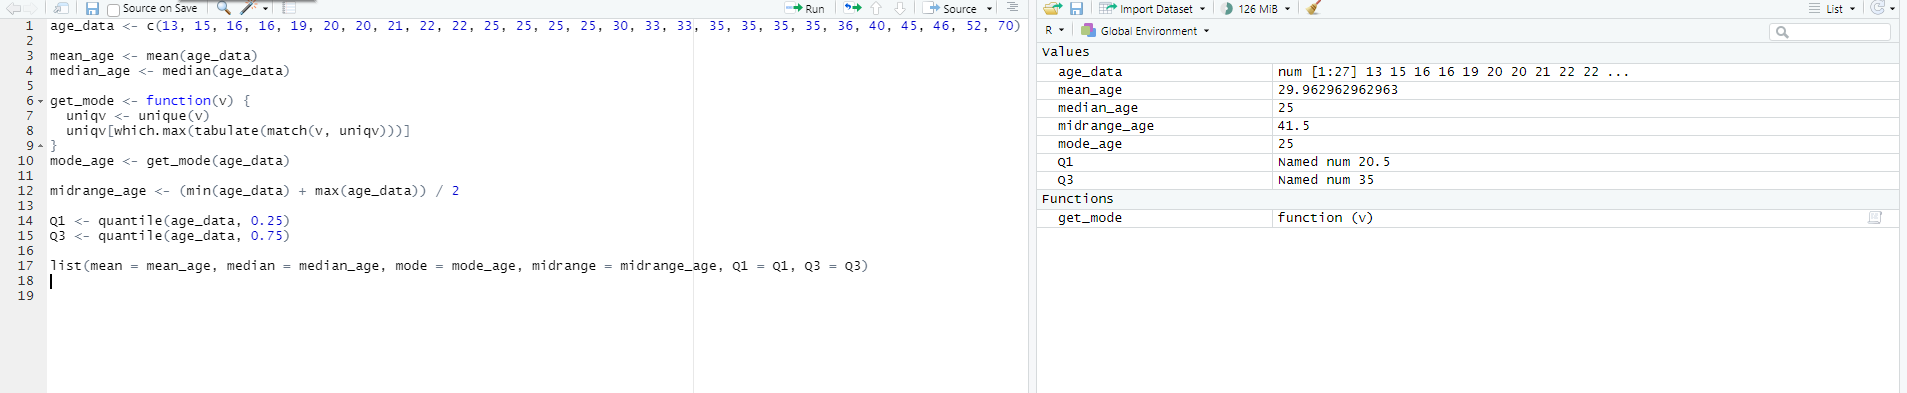 Source on Save Run Source
1 age_data <- c(13, 15, 16, 16, 19, 20, 20, 21, 22, 22, 25, 25, 25, 25, 30, 33, 33, 35, 35, 35, 35, 36, 40, 45, 46, 52, 70)
2
3 mean_age <- mean(age_data)
4 median_age <- median(age_data)
5
6 get_mode <- function(v) {
7   uniqv <- unique(v)
8   uniqv[which.max(tabulate(match(v, uniqv)))]
9 }
10 mode_age <- get_mode(age_data)
11
12 midrange_age <- (min(age_data) + max(age_data)) / 2
13
14 Q1 <- quantile(age_data, 0.25)
15 Q3 <- quantile(age_data, 0.75)
16
17 list(mean = mean_age, median = median_age, mode = mode_age, midrange = midrange_age, Q1 = Q1, Q3 = Q3)
18
19
Import Dataset 126 MiB List
R Global Environment
Values
age_data num [1:27] 13 15 16 16 19 20 20 21 22 22 ...
mean_age 29.962962962963
median_age 25
midrange_age 41.5
mode_age 25
Q1 Named num 20.5
Q3 Named num 35
Functions
get_mode function (v)